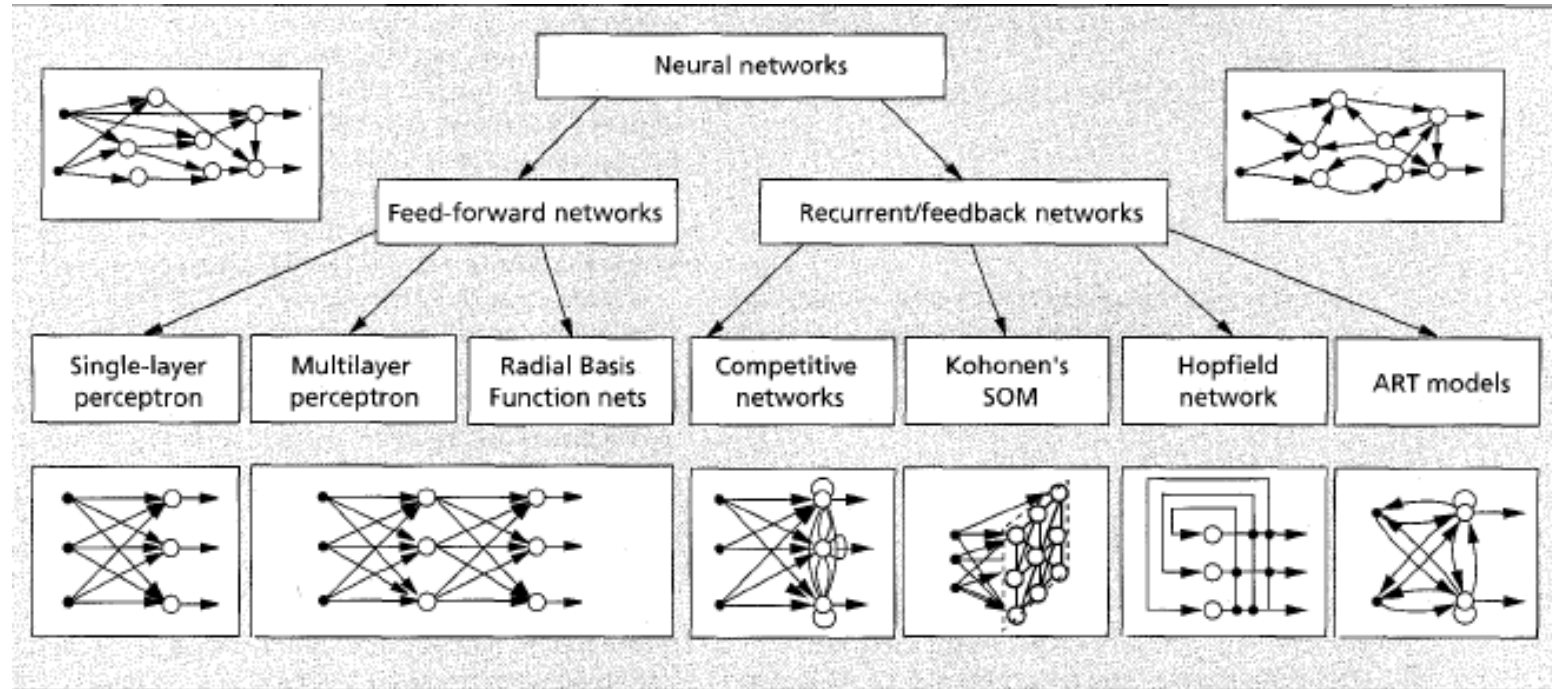 Neural networks
Feed-forward networks
Recurrent/feedback networks
Single-layer
perceptron
Multilayer
perceptron
Radial Basis
Function nets
Competitive
networks
Kohonen's
SOM
Hopfield
network
ART models